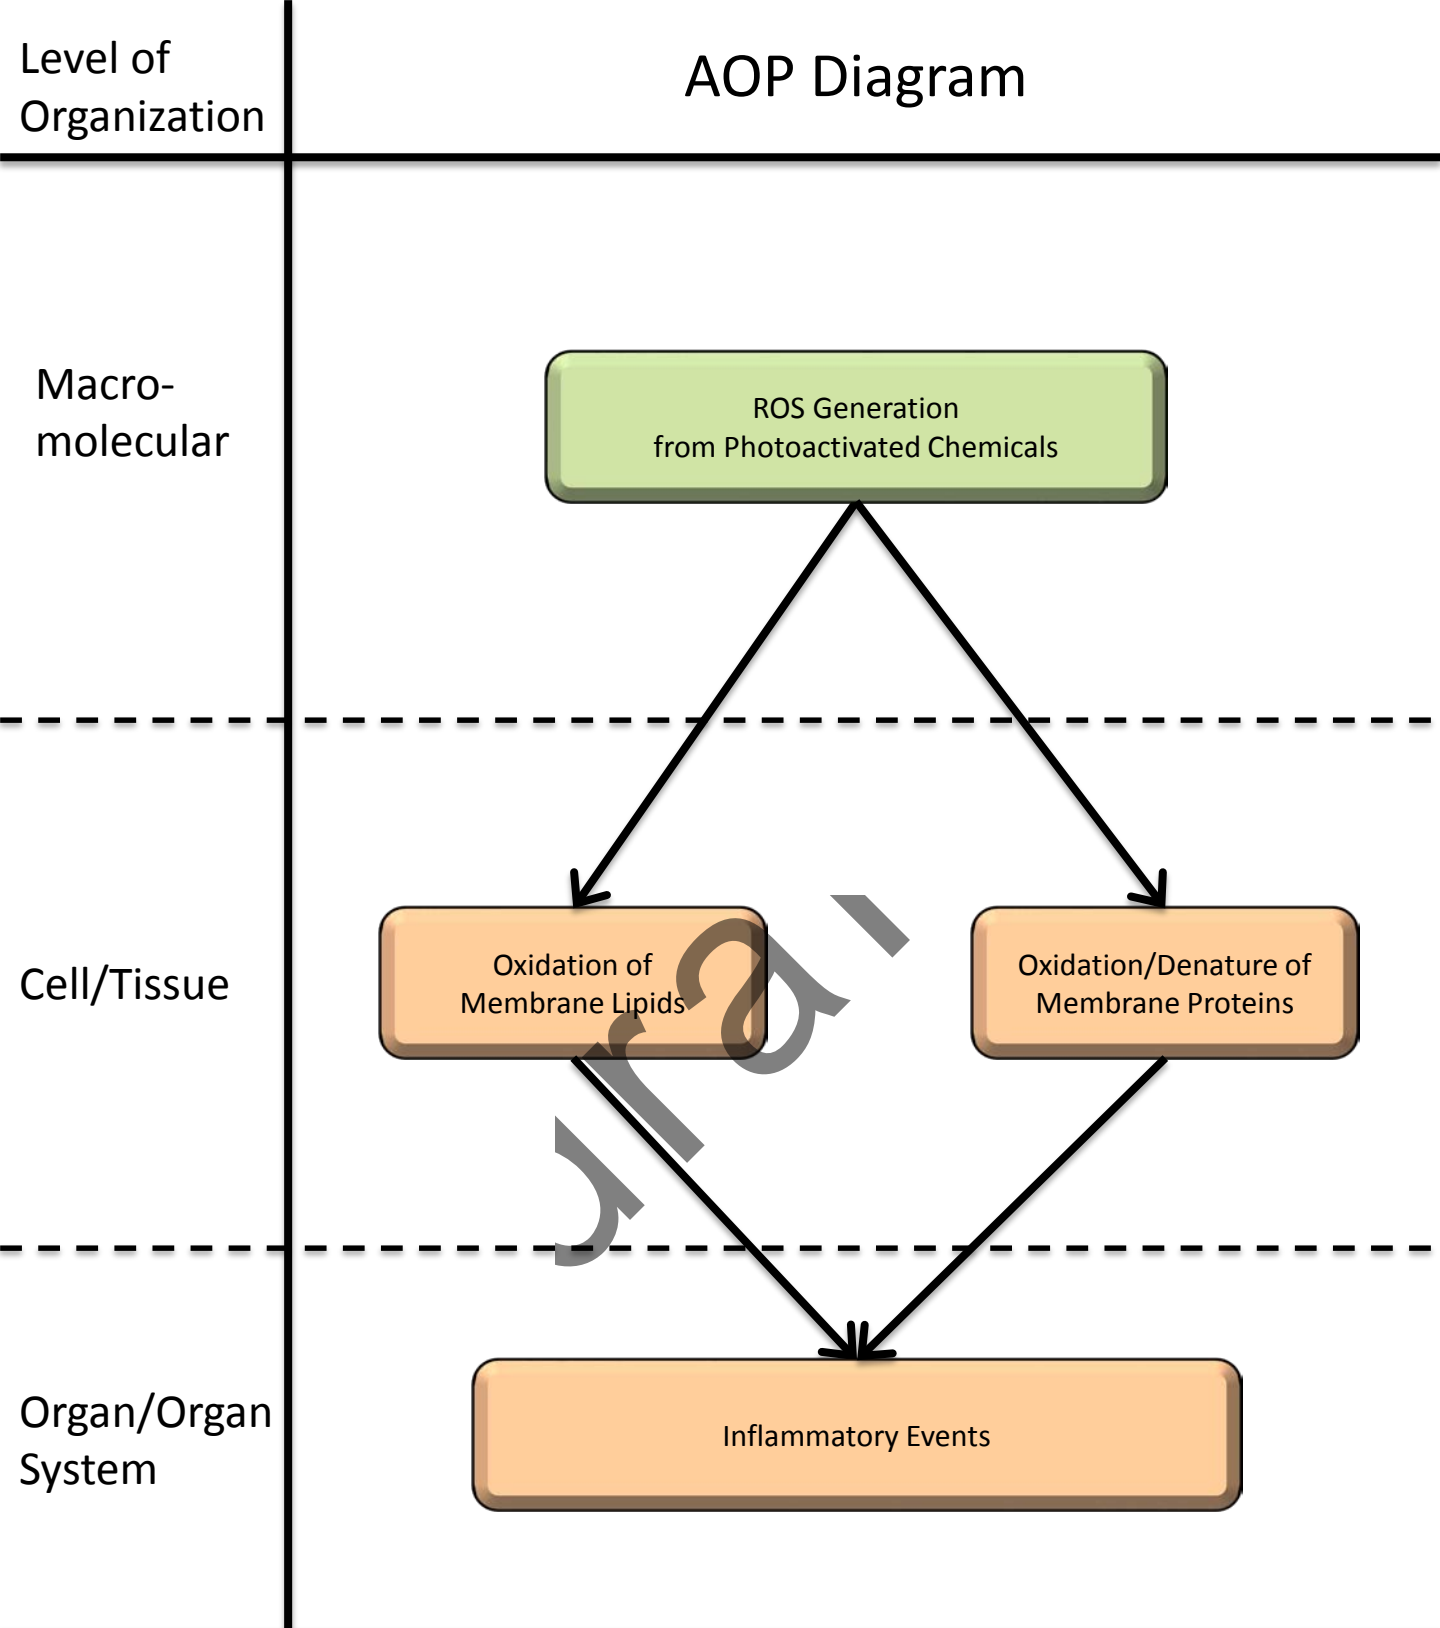 Level of
Organization
AOP Diagram
Macro-
molecular
ROS Generation
from Photoactivated Chemicals
Cell/Tissue
Oxidation of
Membrane Lipids
Oxidation/Denature of
Membrane Proteins
Organ/Organ
System
Inflammatory Events